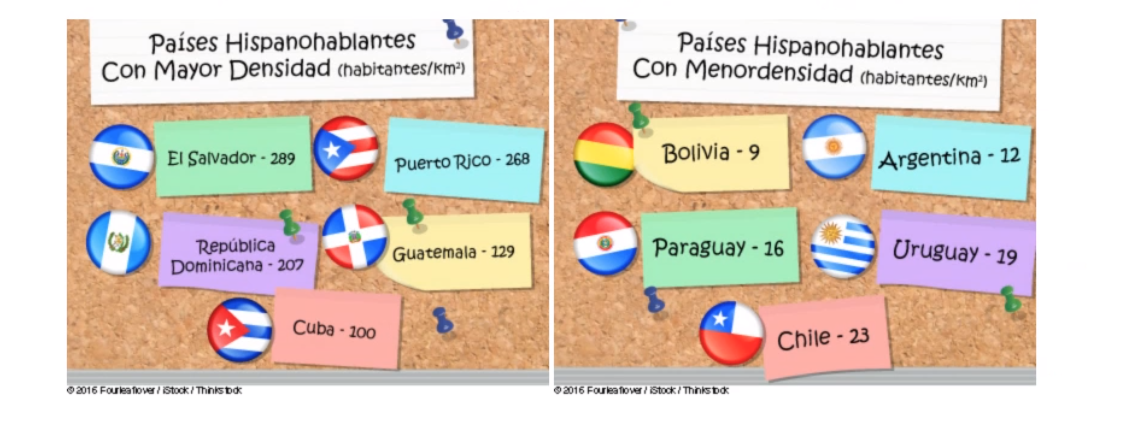 Países Hispanohablantes
Con Mayor Densidad (habitantes/km²)
El Salvador - 289
Puerto Rico - 268
República
Dominicana - 207
Guatemala - 129
Cuba - 100
© 2016 Fourleaflover / iStock / Thinkstock
Países Hispanohablantes
Con Menordensidad (habitantes/km²)
Bolivia - 9
Argentina - 12
Paraguay - 16
Uruguay - 19
Chile - 23
© 2016 Fourleaflover / iStock / Thinkstock